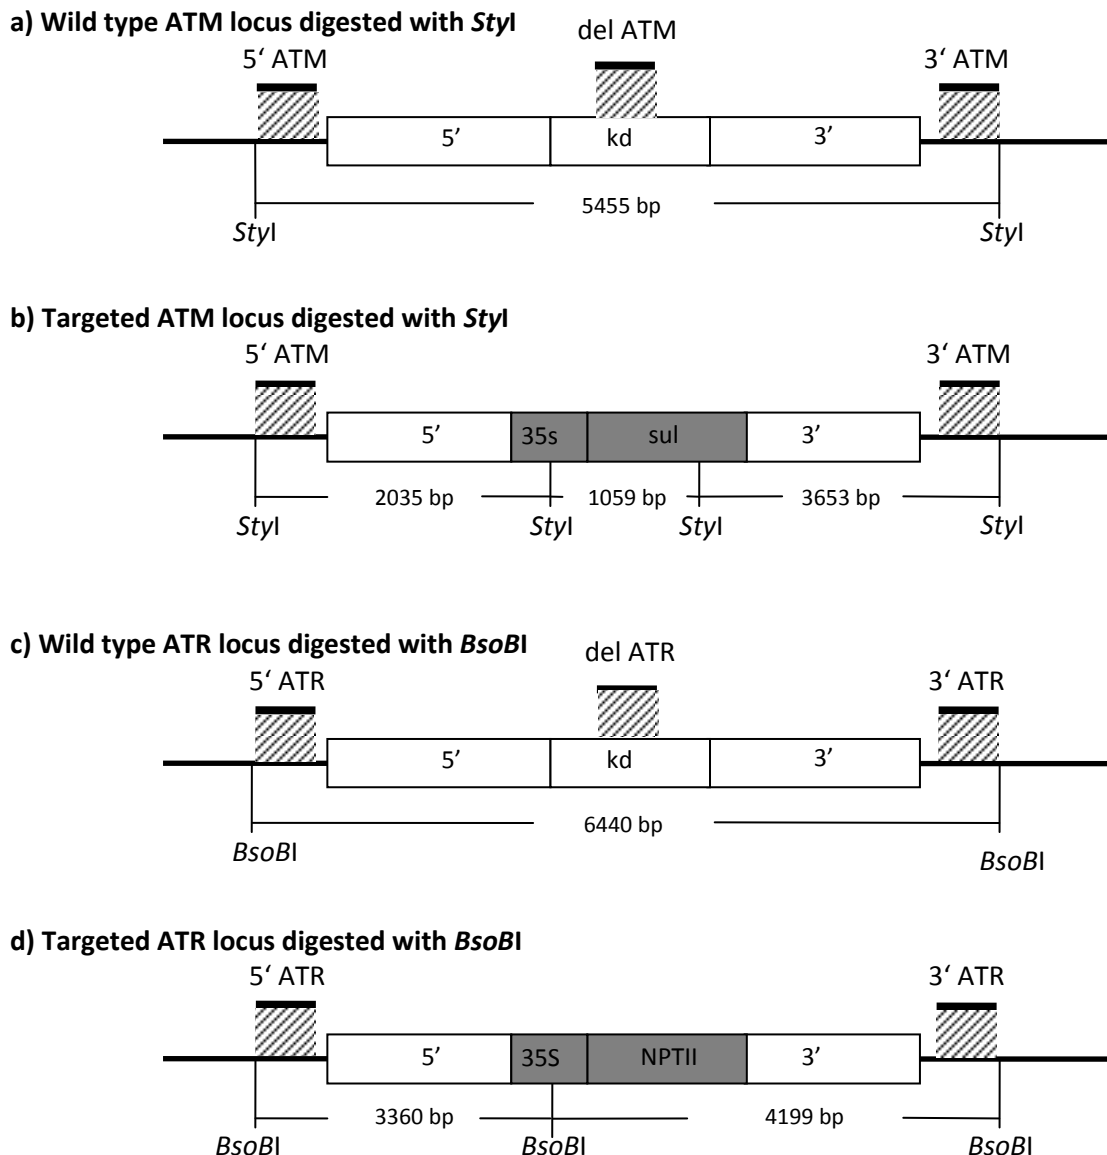 a) Wild type ATM locus digested with StyI
5‘ ATM del ATM 3‘ ATM
5’ kd 3’
5455 bp
StyI StyI
b) Targeted ATM locus digested with StyI
5‘ ATM 3‘ ATM
5’ 35s sul 3’
2035 bp 1059 bp 3653 bp
StyI StyI StyI StyI
c) Wild type ATR locus digested with BsoBI
5‘ ATR del ATR 3‘ ATR
5’ kd 3’
6440 bp
BsoBI BsoBI
d) Targeted ATR locus digested with BsoBI
5‘ ATR 3‘ ATR
5’ 35S NPTII 3’
3360 bp 4199 bp
BsoBI BsoBI BsoBI